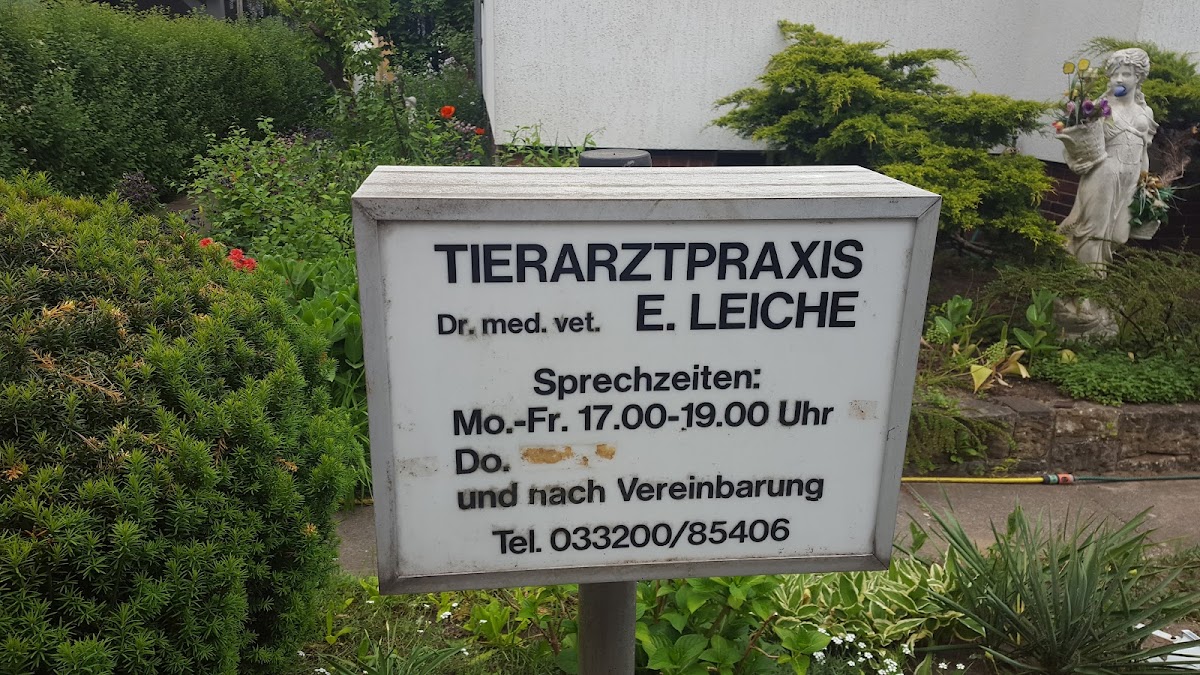 TIERARZTPRAXIS
Dr. med. vet. E. LEICHE
Sprechzeiten:
Mo.-Fr. 17.00-19.00 Uhr
Do.
und nach Vereinbarung
Tel. 033200/85406